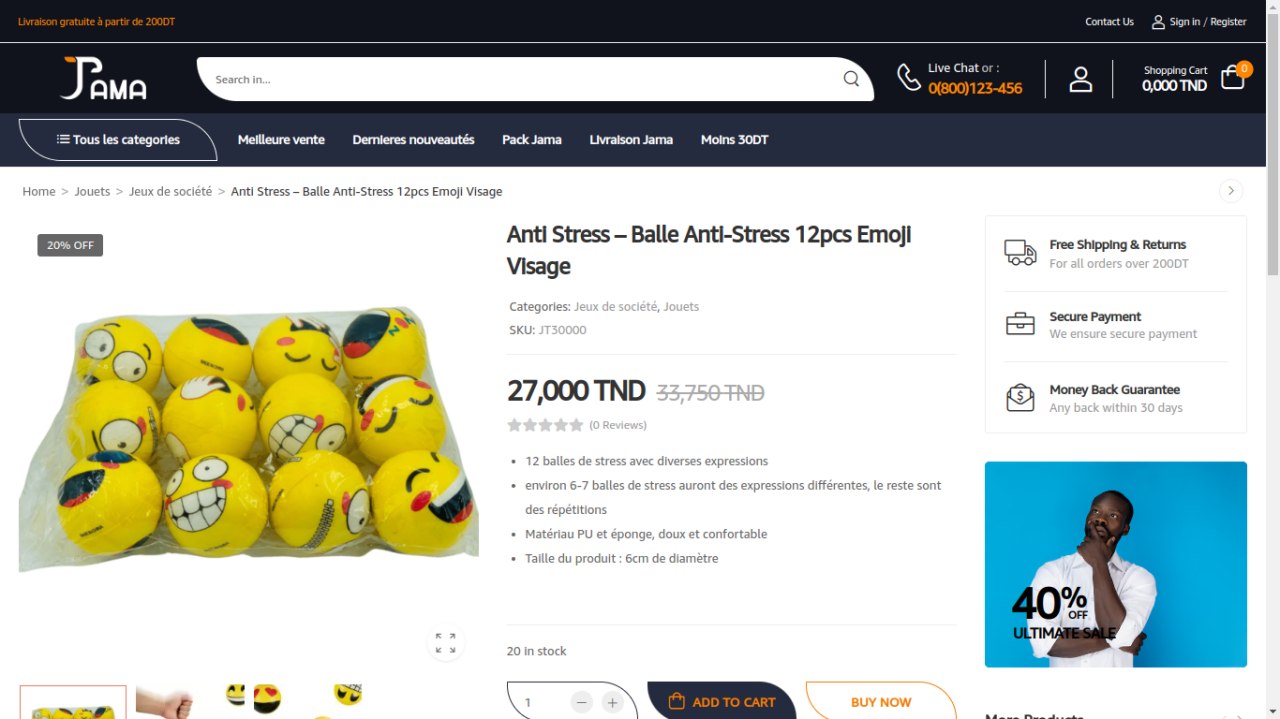 Livraison gratuite à partir de 200DT
Contact Us
Sign in / Register
JAMA
Search in...
Live Chat or :
0(800)123-456
Shopping Cart
0,000 TND
0
Tous les categories
Meilleure vente
Dernieres nouveautés
Pack Jama
Livraison Jama
Moins 30DT
Home > Jouets > Jeux de société > Anti Stress – Balle Anti-Stress 12pcs Emoji Visage
20% OFF
Anti Stress – Balle Anti-Stress 12pcs Emoji
Visage
Categories: Jeux de société, Jouets
SKU: JT30000
27,000 TND 33,750 TND
(0 Reviews)
• 12 balles de stress avec diverses expressions
• environ 6-7 balles de stress auront des expressions différentes, le reste sont
des répétitions
• Matériau PU et éponge, doux et confortable
• Taille du produit : 6cm de diamètre
20 in stock
1
ADD TO CART
BUY NOW
Free Shipping & Returns
For all orders over 200DT
Secure Payment
We ensure secure payment
Money Back Guarantee
Any back within 30 days
40%
OFF
ULTIMATE SALE
More Products